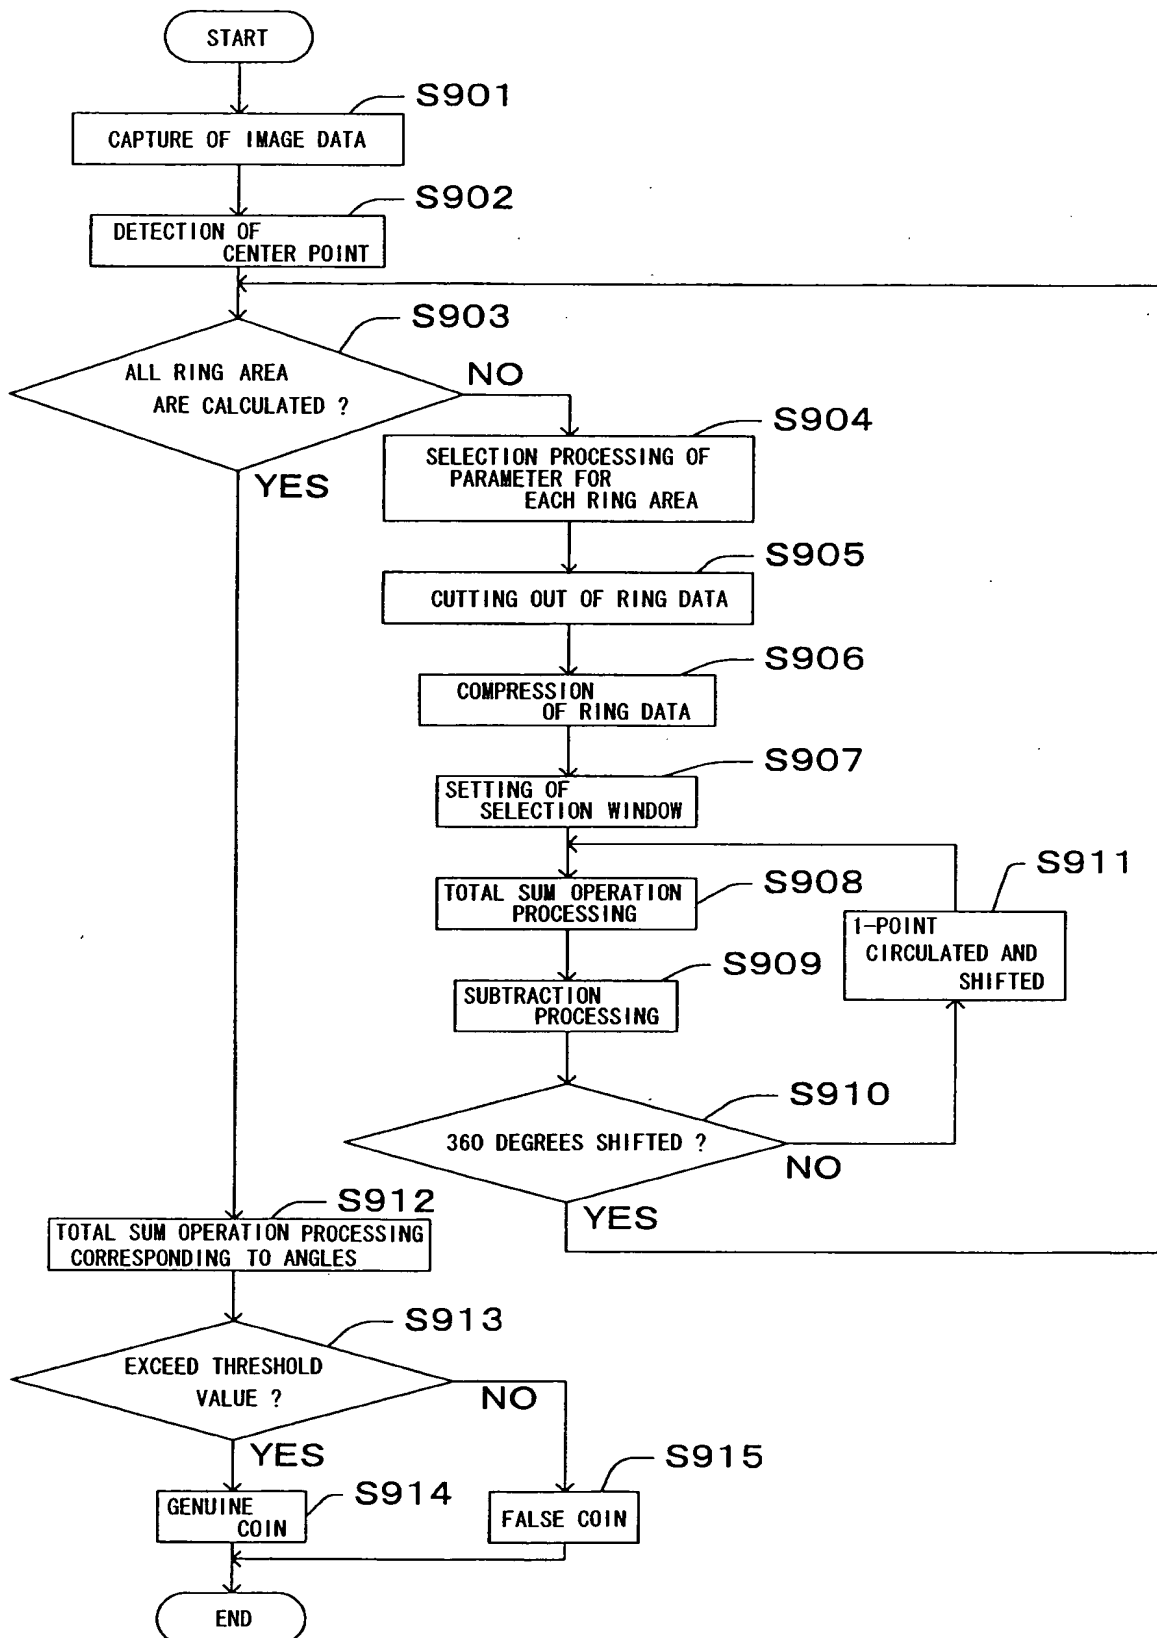 START
S901
CAPTURE OF IMAGE DATA
S902
DETECTION OF
CENTER POINT
S903
ALL RING AREA
ARE CALCULATED ?
NO
YES
S904
SELECTION PROCESSING OF
PARAMETER FOR
EACH RING AREA
S905
CUTTING OUT OF RING DATA
S906
COMPRESSION
OF RING DATA
S907
SETTING OF
SELECTION WINDOW
S908
TOTAL SUM OPERATION
PROCESSING
S911
1-POINT
CIRCULATED AND
SHIFTED
S909
SUBTRACTION
PROCESSING
S910
360 DEGREES SHIFTED ?
NO
YES
S912
TOTAL SUM OPERATION PROCESSING
CORRESPONDING TO ANGLES
S913
EXCEED THRESHOLD
VALUE ?
NO
YES
S914
GENUINE
COIN
S915
FALSE COIN
END